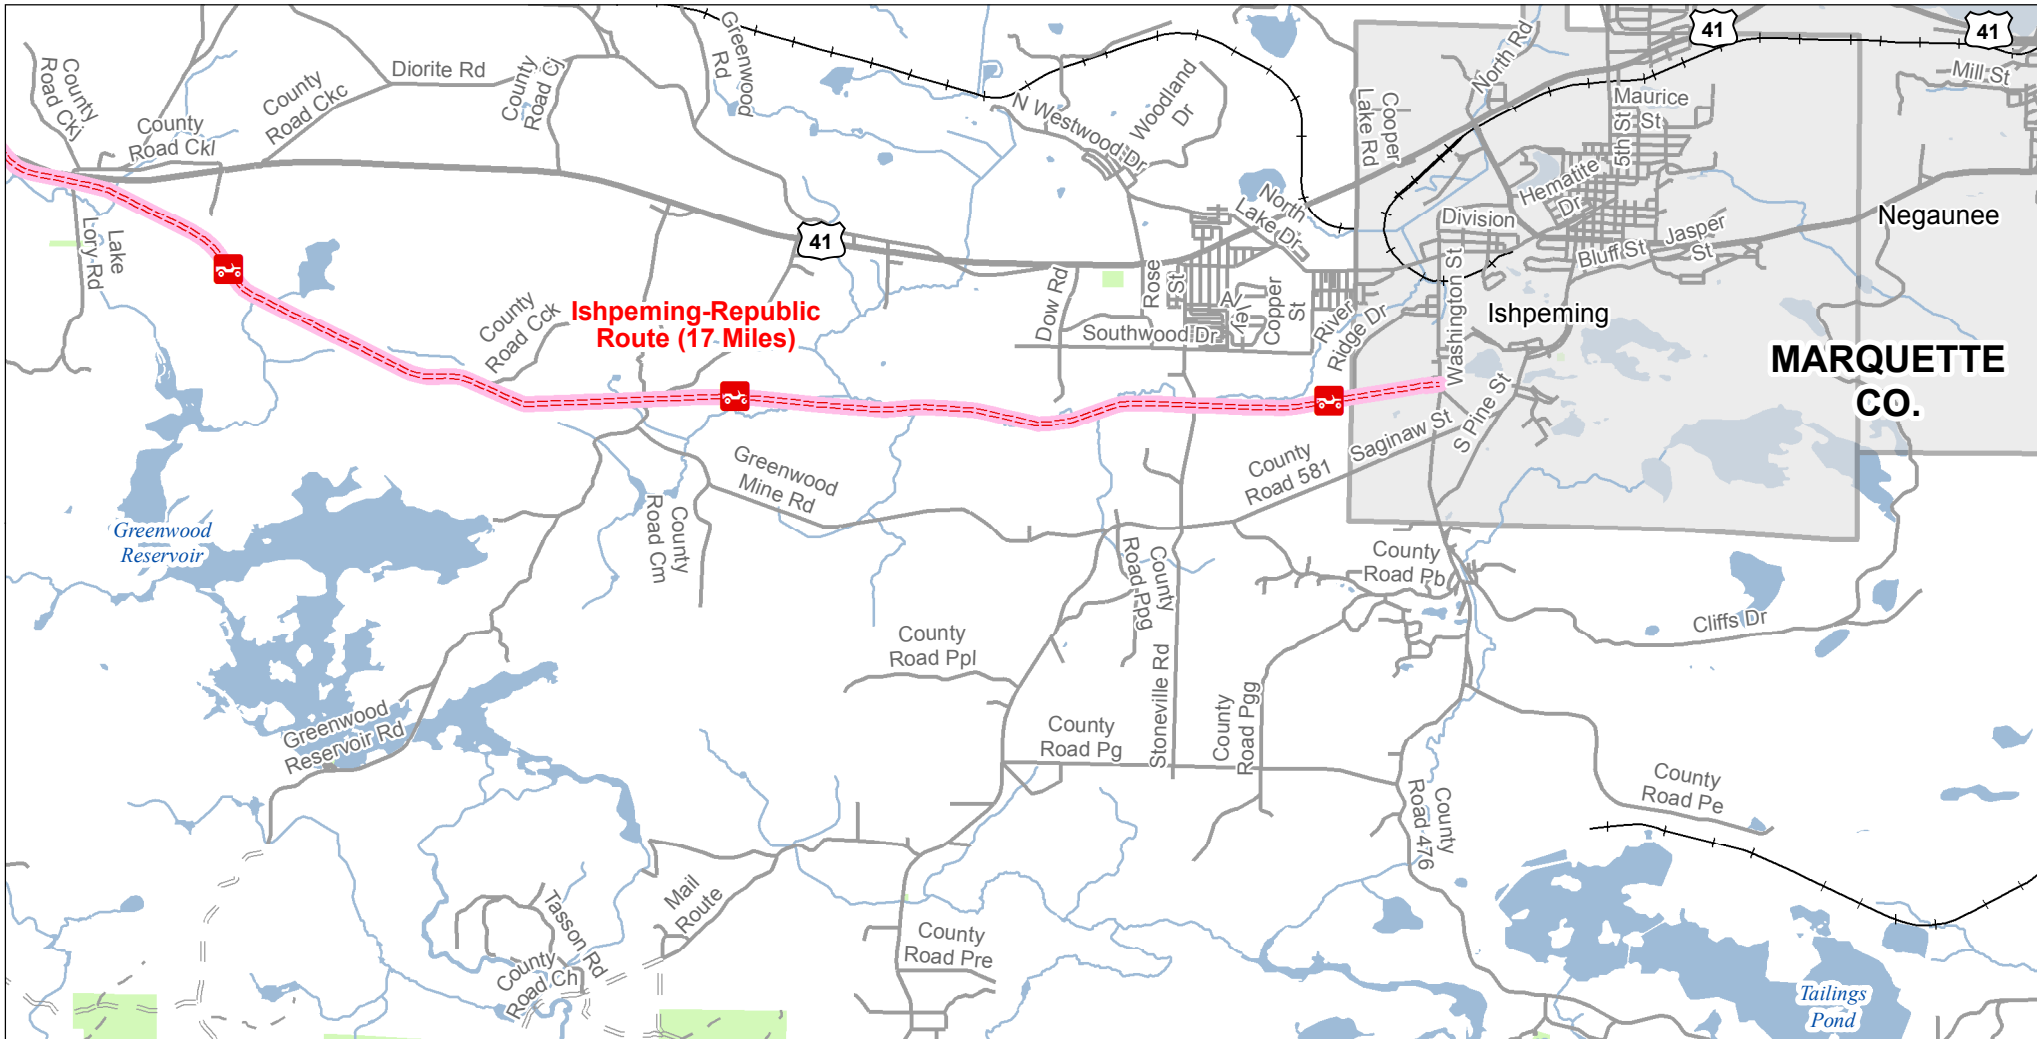 41
41
Mill St
Greenwood
Rd
North Rd
County
Road Ckj
Diorite Rd
County
Road Cj
County
Road Ckc
Woodland
Dr
N Westwood Dr
Cooper
Lake Rd
Maurice
St
5th St
County
Road Ckl
Hematite
Dr
North
Lake Dr
Division
Negaunee
Lake
Lory Rd
41
Jasper
St
Bluff St
Rose
St
Dow Rd
Alley
Copper
St
Washington St
County
Road Cck
Ishpeming-Republic
Route (17 Miles)
Southwood Dr
River
Ridge Dr
Ishpeming
MARQUETTE
CO.
S Pine St
Saginaw St
County
Road 581
Greenwood
Mine Rd
Greenwood
Reservoir
County
Road Cm
County
Road Ppg
County
Road Pb
Cliffs Dr
County
Road Ppl
Stoneville Rd
County
Road Pgg
Greenwood
Reservoir Rd
County
Road Pg
County
Road Pe
County
Road 476
Mail
Route
Tasson Rd
County
Road Ch
County
Road Pre
Tailings
Pond